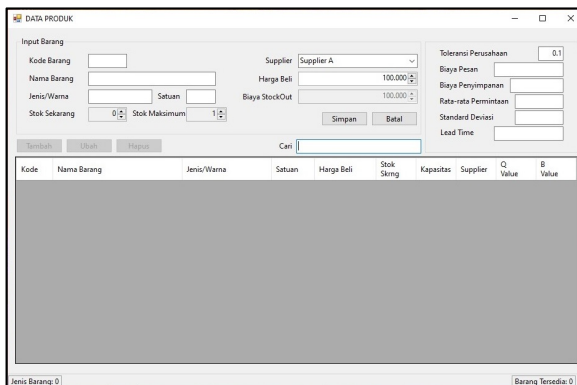 DATA PRODUK
Input Barang
Kode Barang
Supplier Supplier A
Nama Barang
Harga Beli 100.000
Jenis/Warna Satuan
Biaya StockOut 100.000
Stok Sekarang 0 Stok Maksimum 1
Simpan Batal
Toleransi Perusahaan 0.1
Biaya Pesan
Biaya Penyimpanan
Rata-rata Permintaan
Standard Deviasi
Lead Time
Tambah Ubah Hapus
Cari
Kode Nama Barang Jenis/Warna Satuan Harga Beli Stok Skrng Kapasitas Supplier Q Value B Value
Jenis Barang: 0
Barang Tersedia: 0